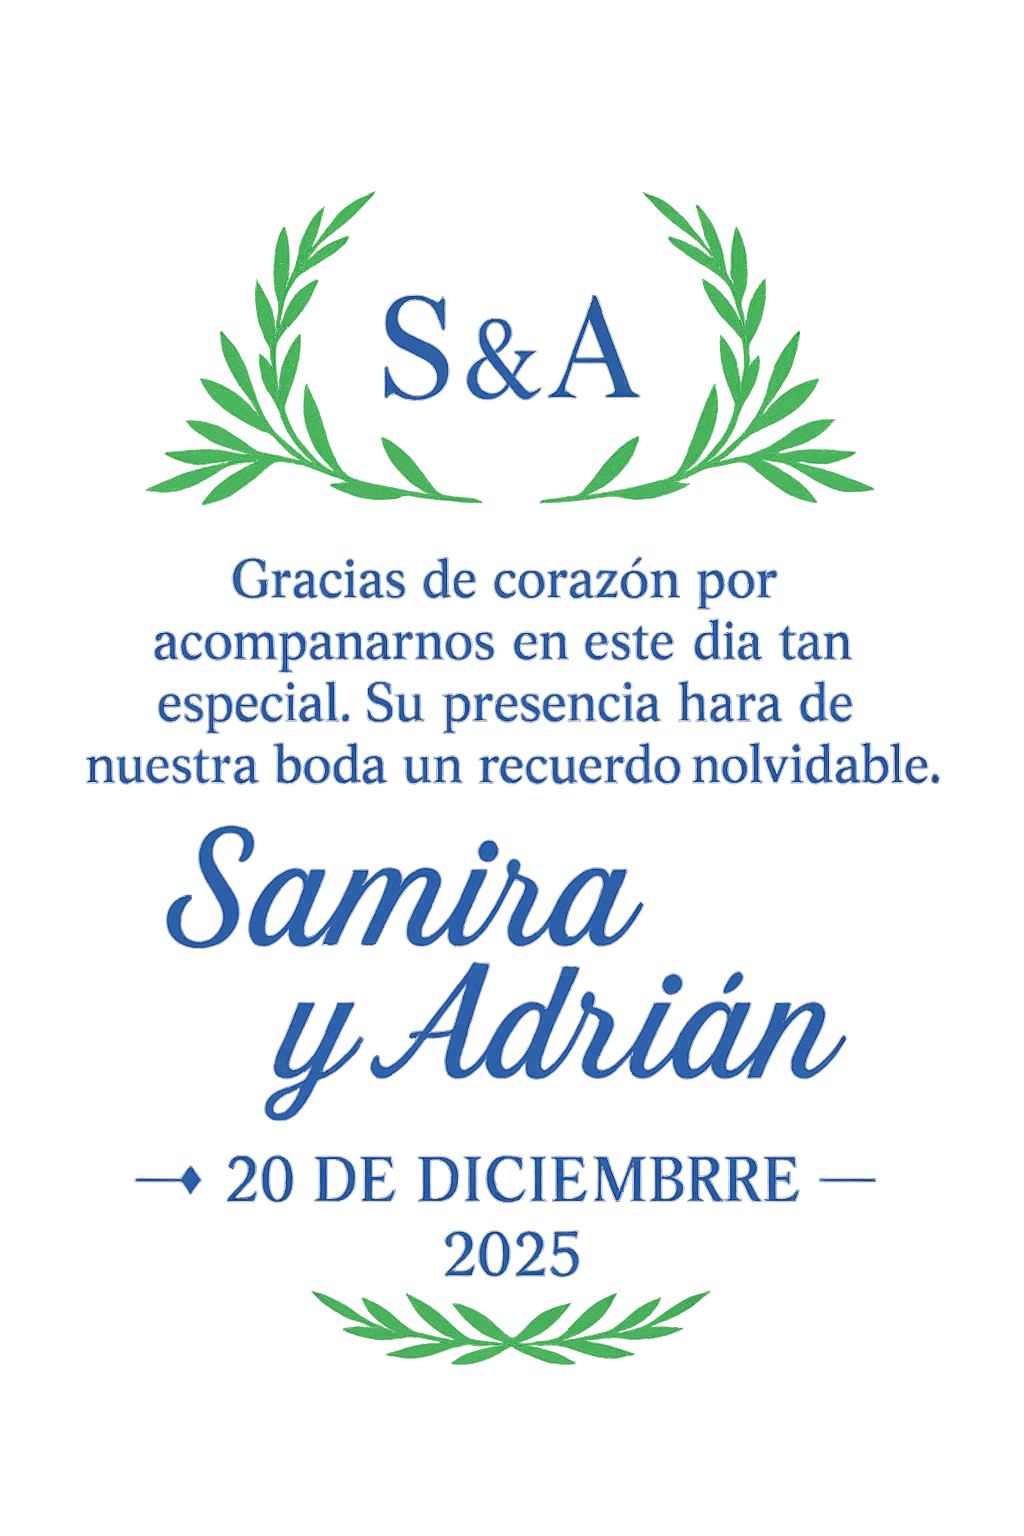 S & A
Gracias de corazón por
acompanarnos en este dia tan
especial. Su presencia hara de
nuestra boda un recuerdo nolvidable.
Samira
y Adrián
20 DE DICIEMBRRE
2025